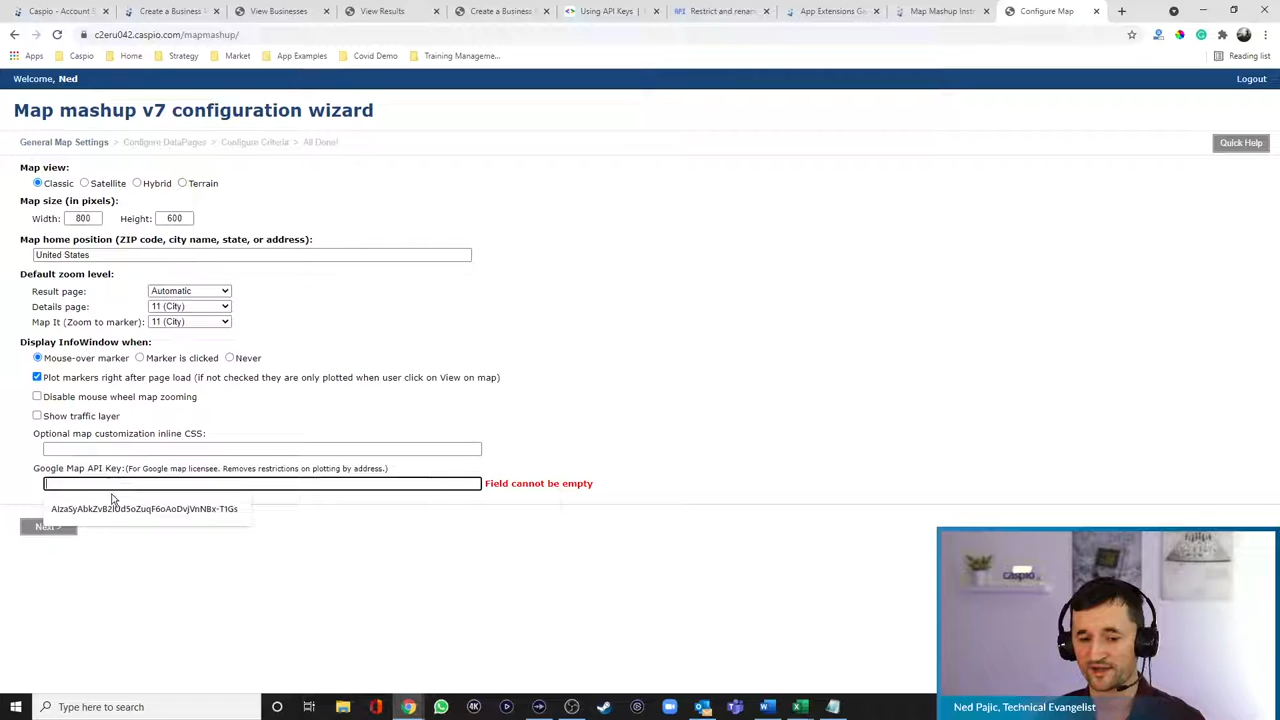 Caspio - Account S
Create a Business
View Businesses
View Results
Create a Business
Using API Keys
Restrict and renam
App Extensions Ga
Map Mashup Instr
Configure Map
c2eru042.caspio.com/mapmashup/
Apps
Caspio
Home
Strategy
Market
App Examples
Covid Demo
Training Manageme...
Reading list
Welcome, Ned
Logout
Map mashup v7 configuration wizard
General Map Settings > Configure DataPages > Configure Criteria > All Done!
Quick Help
Map view:
Classic Satellite Hybrid Terrain
Map size (in pixels):
Width: 800 Height: 600
Map home position (ZIP code, city name, state, or address):
United States
Default zoom level:
Result page: Automatic
Details page: 11 (City)
Map It (Zoom to marker): 11 (City)
Display InfoWindow when:
Mouse-over marker Marker is clicked Never
Plot markers right after page load (if not checked they are only plotted when user click on View on map)
Disable mouse wheel map zooming
Show traffic layer
Optional map customization inline CSS:
Google Map API Key:(For Google map licensee. Removes restrictions on plotting by address.)
Field cannot be empty
Next >
caspio
Ned Pajic, Technical Evangelist
Type here to search